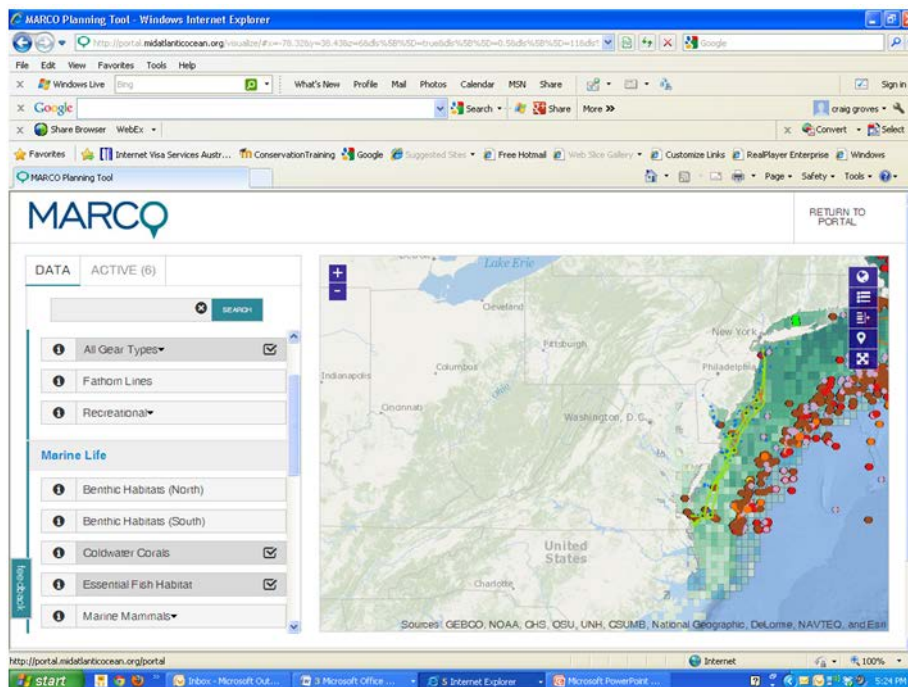 MARCO Planning Tool - Windows Internet Explorer
File Edit View Favorites Tools Help
Windows Live Bing What's New Profile Mail Photos Calendar MSN Share Sign in
Google Search Share More >> craig groves
Share Browser WebEx Convert Select
Favorites Internet Visa Services Austr... ConservationTraining Google Suggested Sites Free Hotmail Web Slice Gallery Customize Links RealPlayer Enterprise Windows
MARCO Planning Tool Page Safety Tools
MARCO
RETURN TO
PORTAL
DATA ACTIVE (6)
SEARCH
All Gear Types
Fathom Lines
Recreational
Marine Life
Benthic Habitats (North)
Benthic Habitats (South)
Coldwater Corals
Essential Fish Habitat
Marine Mammals
feedback
Lake Erie
Cleveland
New York
Pittsburgh
Philadelphia
Indianapolis
Columbus
Ohio
Cincinnati
Washington, D.C.
United
States
Charlotte
Sources: GEBCO, NOAA, CHS, OSU, UNH, CSUMB, National Geographic, DeLorme, NAVTEQ, and Esri
http://portal.midatlanticocean.org/portal Internet 100%
start Inbox - Microsoft Out... 3 Microsoft Office ... 5 Internet Explorer Microsoft PowerPoint ... 5:24 PM